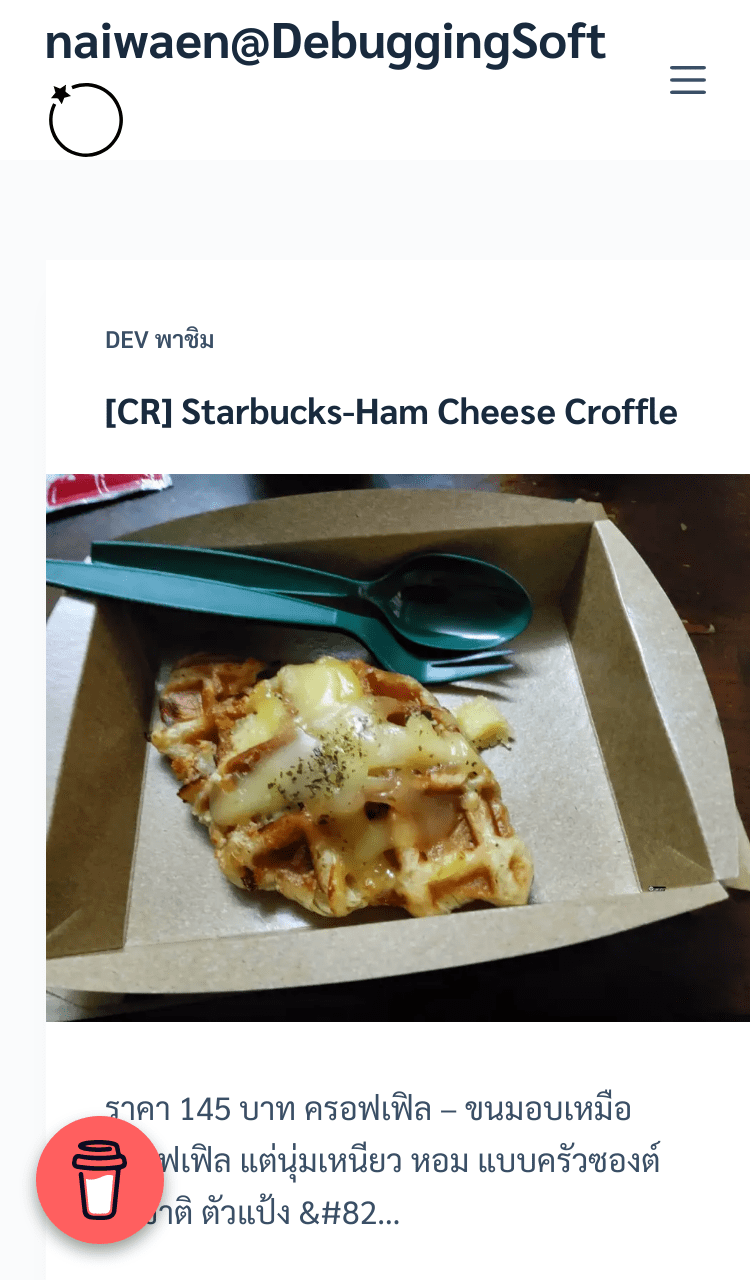 naiwaen@DebuggingSoft
DEV พาชิม
[CR] Starbucks-Ham Cheese Croffle
ราคา 145 บาท ครอฟเฟิล – ขนมอบเหมือ
ฟเฟิล แต่นุ่มเหนียว หอม แบบครัวซองต์
าติ ตัวแป้ง &#82...